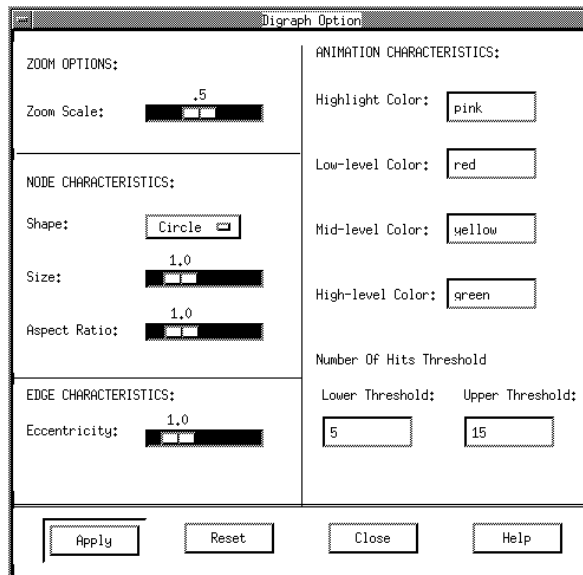 Digraph Option
ZOOM OPTIONS:
.5
Zoom Scale:
NODE CHARACTERISTICS:
Shape: Circle
1.0
Size:
1.0
Aspect Ratio:
EDGE CHARACTERISTICS:
1.0
Eccentricity:
ANIMATION CHARACTERISTICS:
Highlight Color: pink
Low-level Color: red
Mid-level Color: yellow
High-level Color: green
Number Of Hits Threshold
Lower Threshold: Upper Threshold:
5 15
Apply Reset Close Help